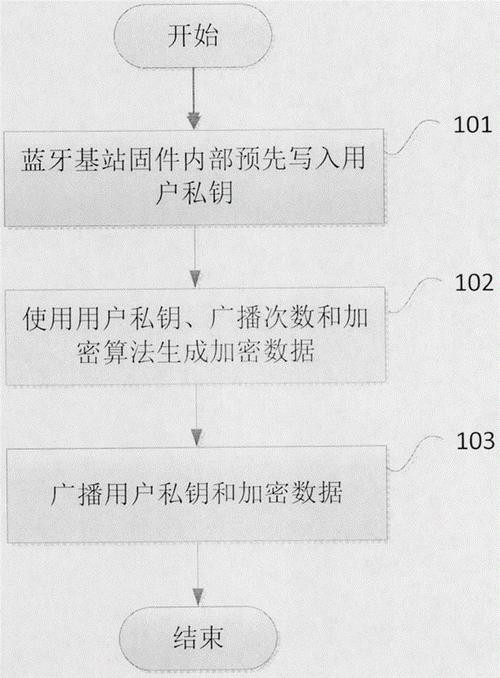 开始
101
蓝牙基站固件内部预先写入用
户私钥
102
使用用户私钥、广播次数和加
密算法生成加密数据
103
广播用户私钥和加密数据
结束